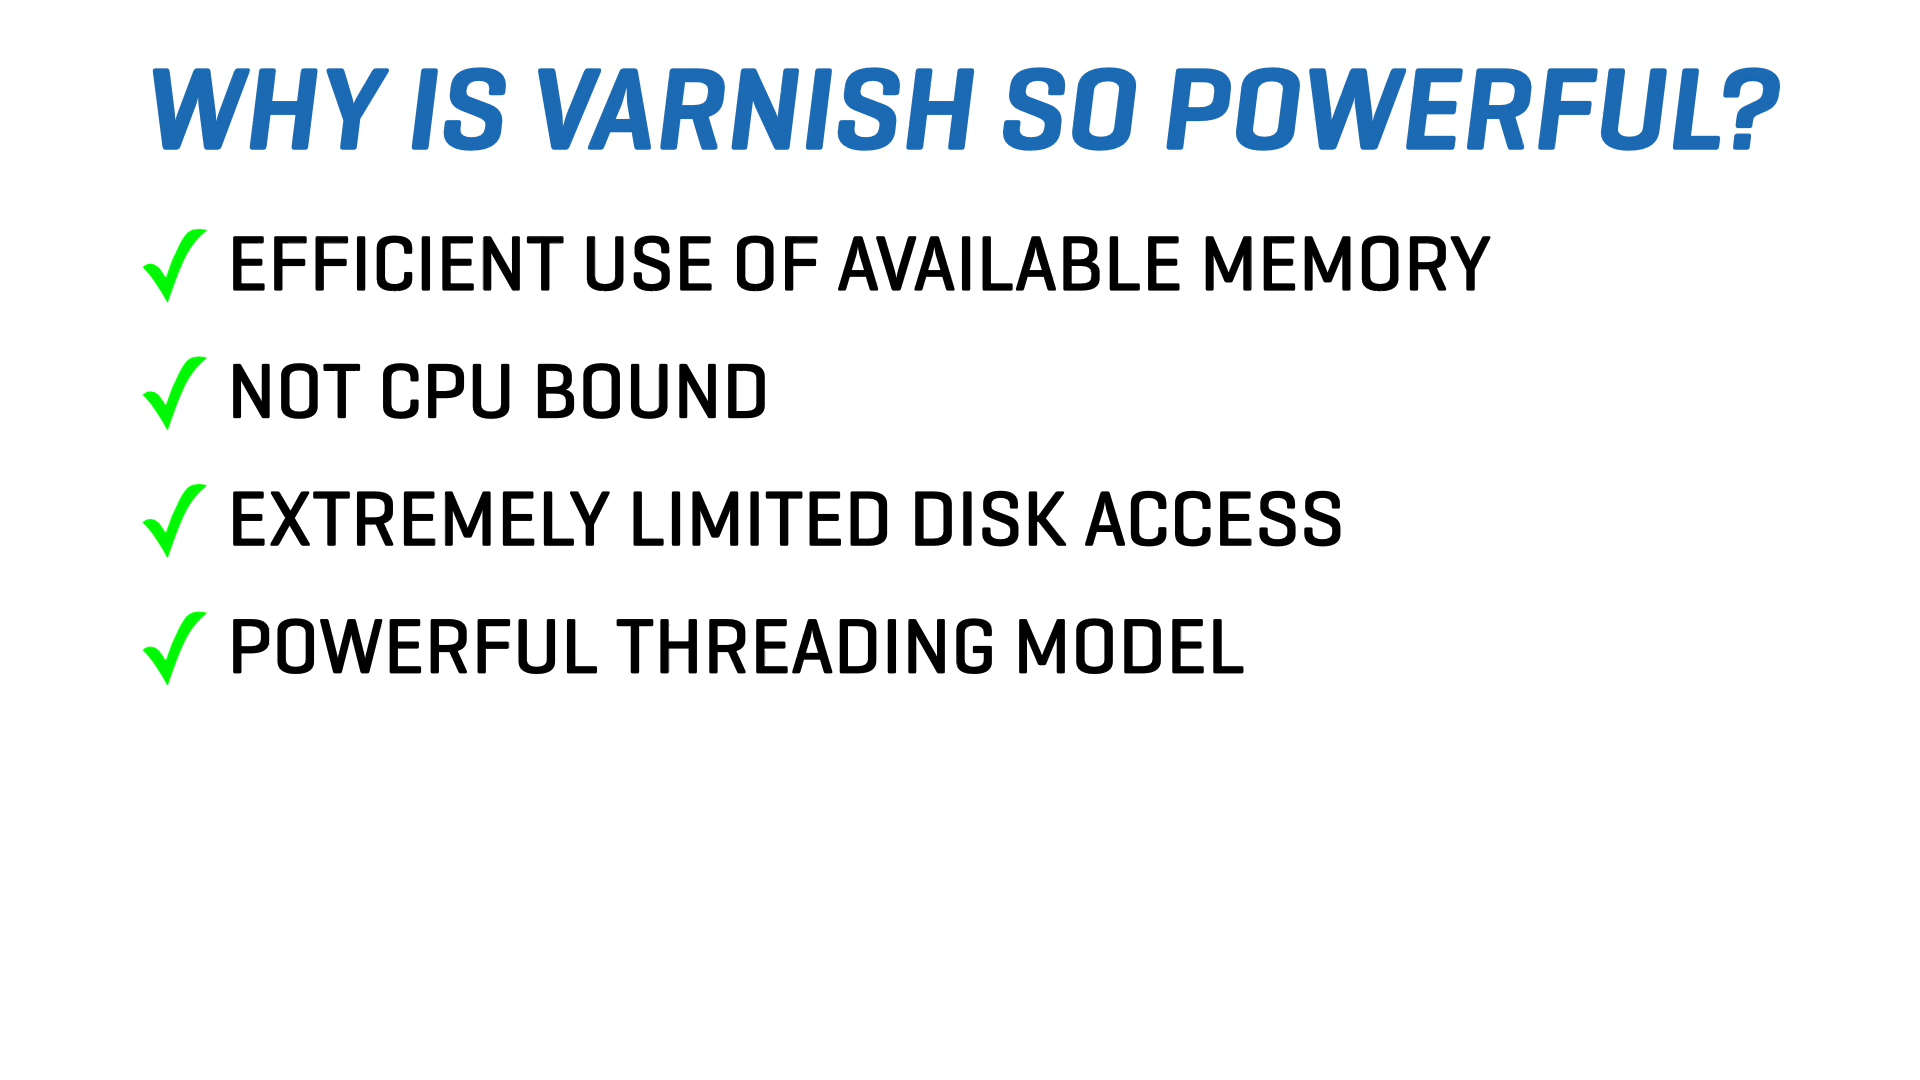 WHY IS VARNISH SO POWERFUL?
✓ EFFICIENT USE OF AVAILABLE MEMORY
✓ NOT CPU BOUND
✓ EXTREMELY LIMITED DISK ACCESS
✓ POWERFUL THREADING MODEL